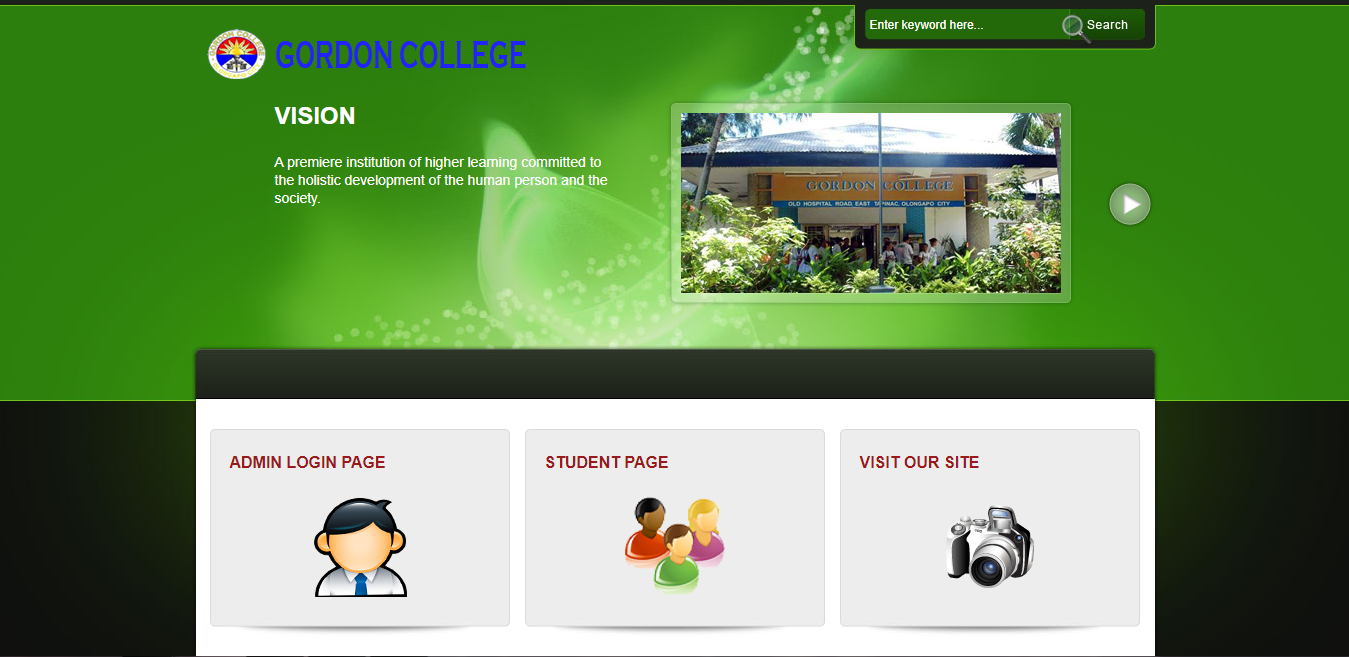 Enter keyword here...
Search
GORDON COLLEGE
VISION
A premiere institution of higher learning committed to
the holistic development of the human person and the
society.
GORDON COLLEGE
OLD HOSPITAL ROAD, EAST TAPINAC, OLONGAPO CITY
ADMIN LOGIN PAGE
STUDENT PAGE
VISIT OUR SITE